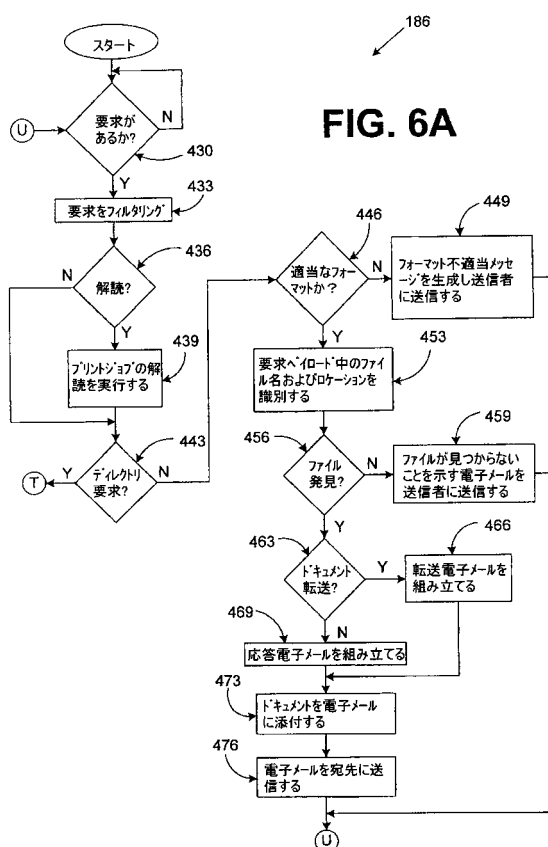 186
FIG. 6A
スタート
U
要求が
あるか?
N
430
Y
要求をフィルタリング
433
436
N
解読?
Y
439
プリントジョブの解
読を実行する
443
Y
ディレクトリ
要求?
N
T
446
適当なフォー
マットか?
N
449
フォーマット不適当メッセ
ージを生成し送信者
に送信する
Y
453
要求ペイロード中のファイ
ル名およびロケーションを
識別する
456
ファイル
発見?
N
459
ファイルが見つからない
ことを示す電子メールを
送信者に送信する
Y
463
ドキュメント
転送?
Y
466
転送電子メールを
組み立てる
469
N
応答電子メールを組み立てる
473
ドキュメントを電子メール
に添付する
476
電子メールを宛先に送
信する
U